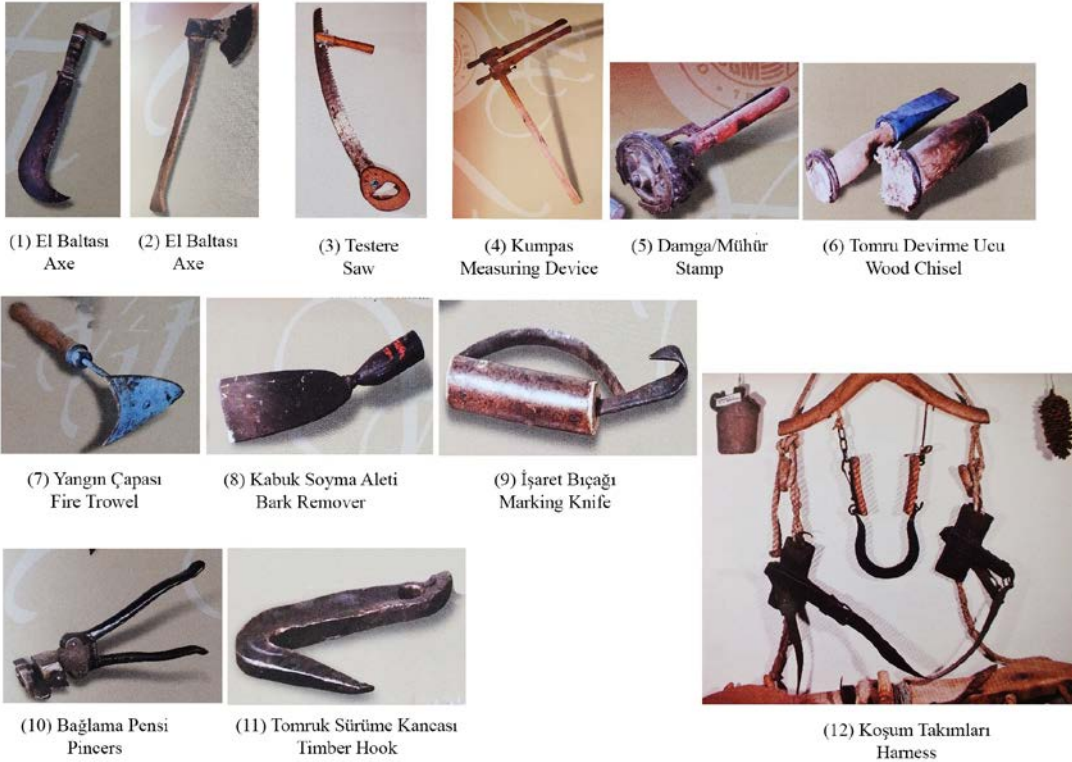 (1) El Baltası
Axe
(2) El Baltası
Axe
(3) Testere
Saw
(4) Kumpas
Measuring Device
(5) Damga/Mühür
Stamp
(6) Tomru Devirme Ucu
Wood Chisel
(7) Yangın Çapası
Fire Trowel
(8) Kabuk Soyma Aleti
Bark Remover
(9) İşaret Bıçağı
Marking Knife
(10) Bağlama Pensi
Pincers
(11) Tomruk Sürüme Kancası
Timber Hook
(12) Koşum Takımları
Harness